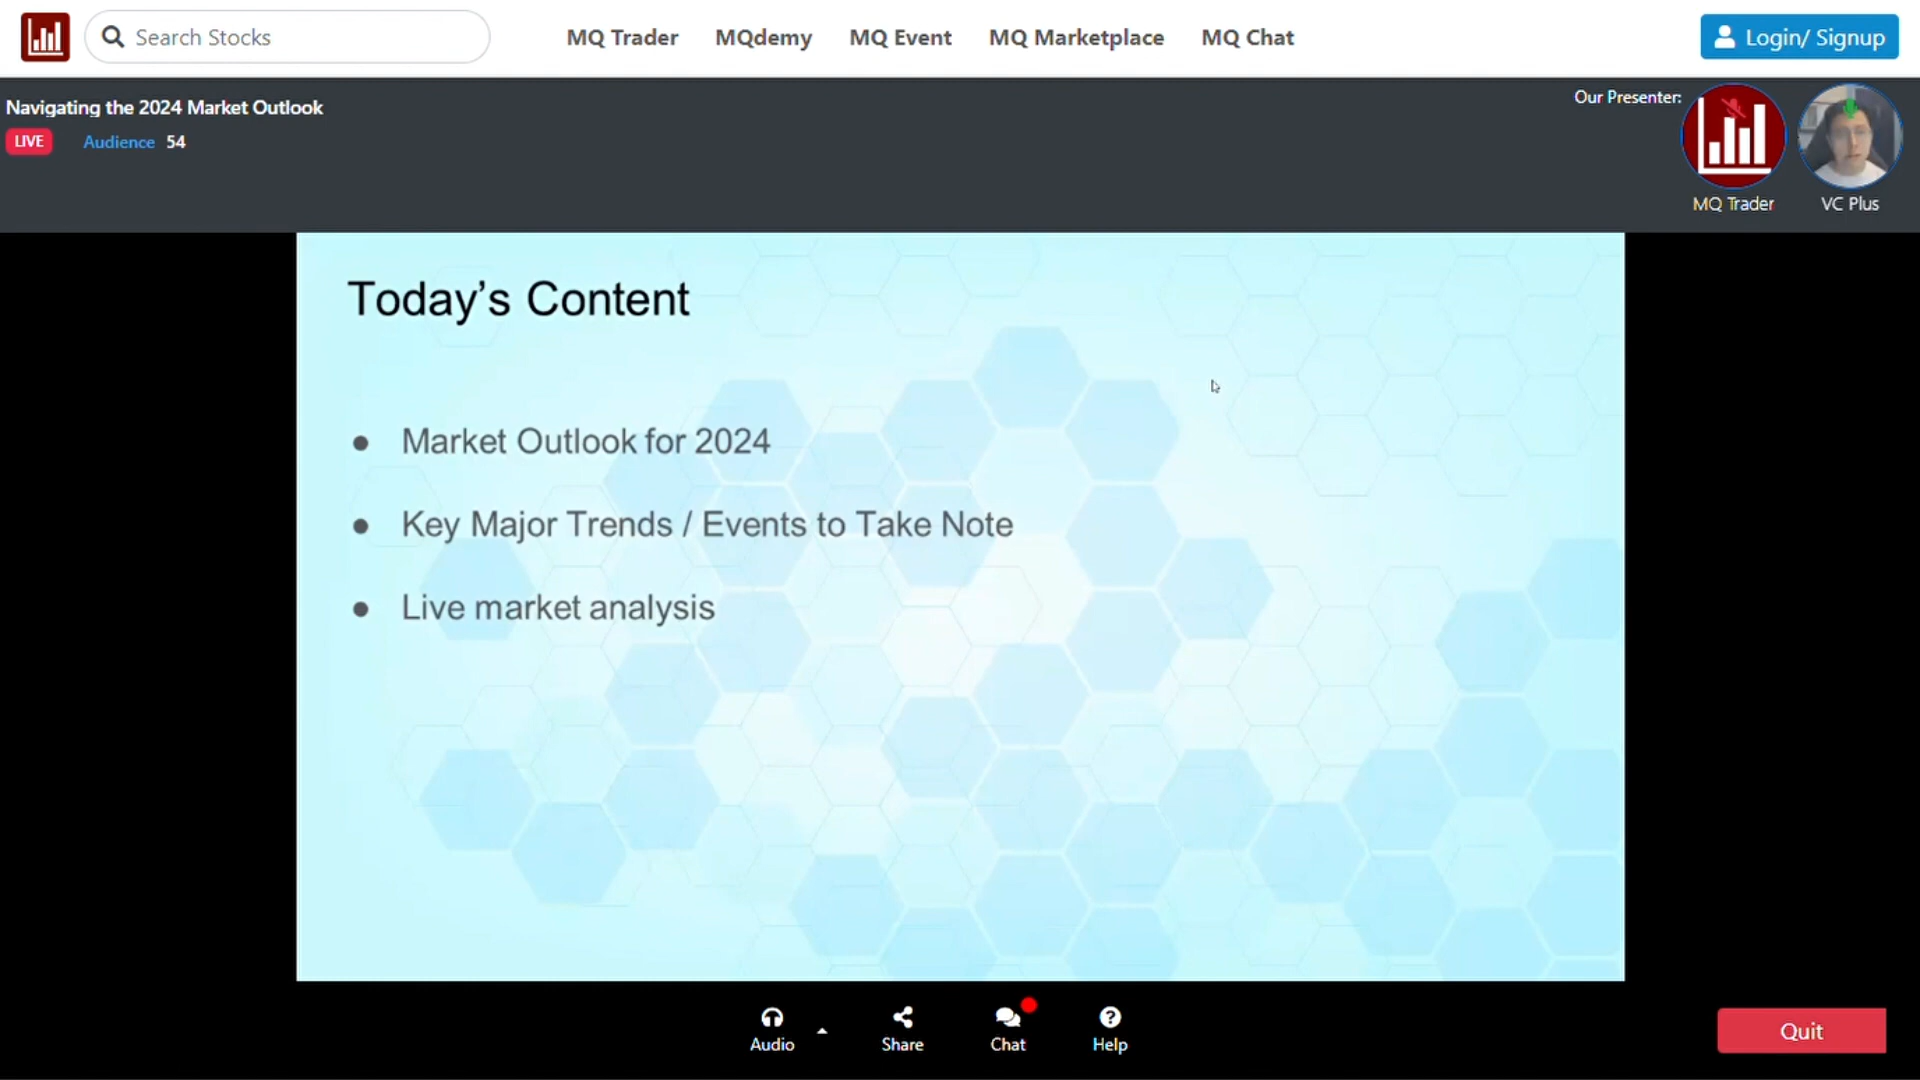 Search Stocks
MQ Trader
MQdemy
MQ Event
MQ Marketplace
MQ Chat
Login/ Signup
Navigating the 2024 Market Outlook
LIVE
Audience 54
Our Presenter:
MQ Trader
VC Plus
Today's Content
● Market Outlook for 2024
● Key Major Trends / Events to Take Note
● Live market analysis
Audio
Share
Chat
Help
Quit